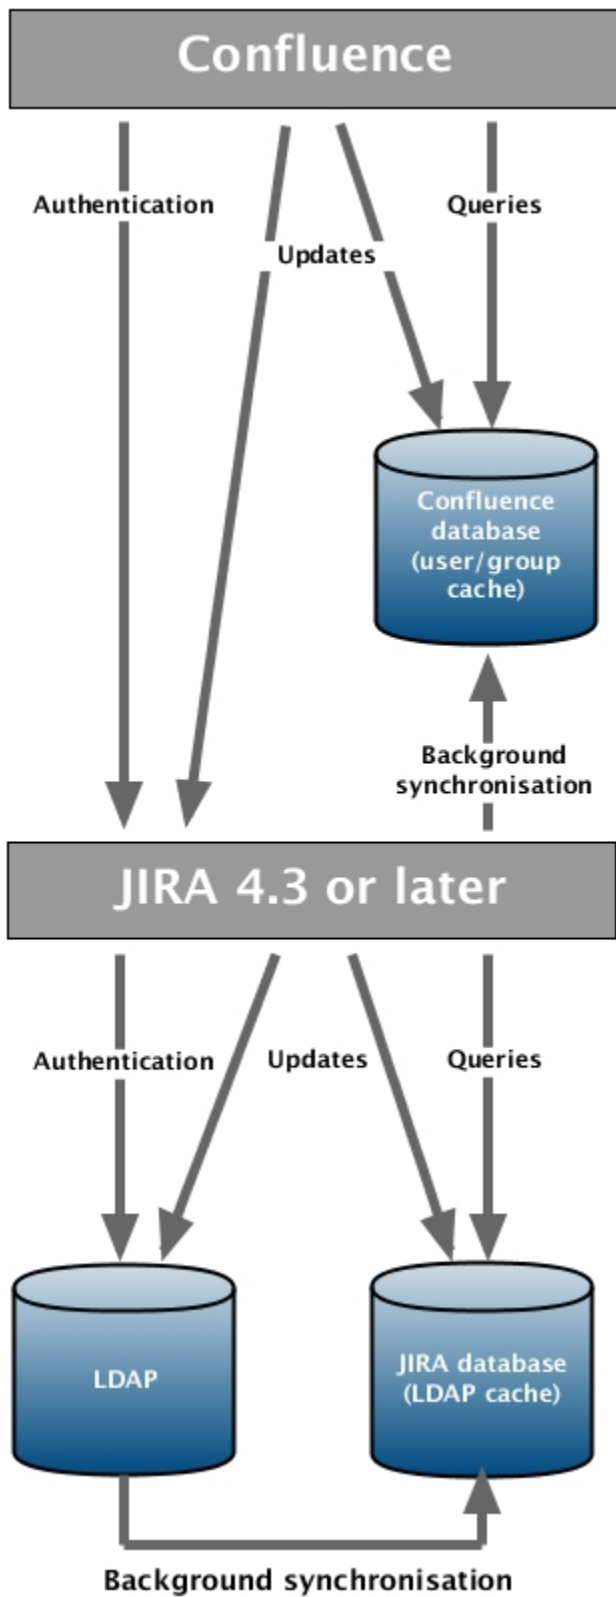 Confluence
Authentication
Queries
Updates
Confluence
database
(user/group
cache)
Background
synchronisation
JIRA 4.3 or later
Authentication
Updates
Queries
LDAP
JIRA database
(LDAP cache)
Background synchronisation